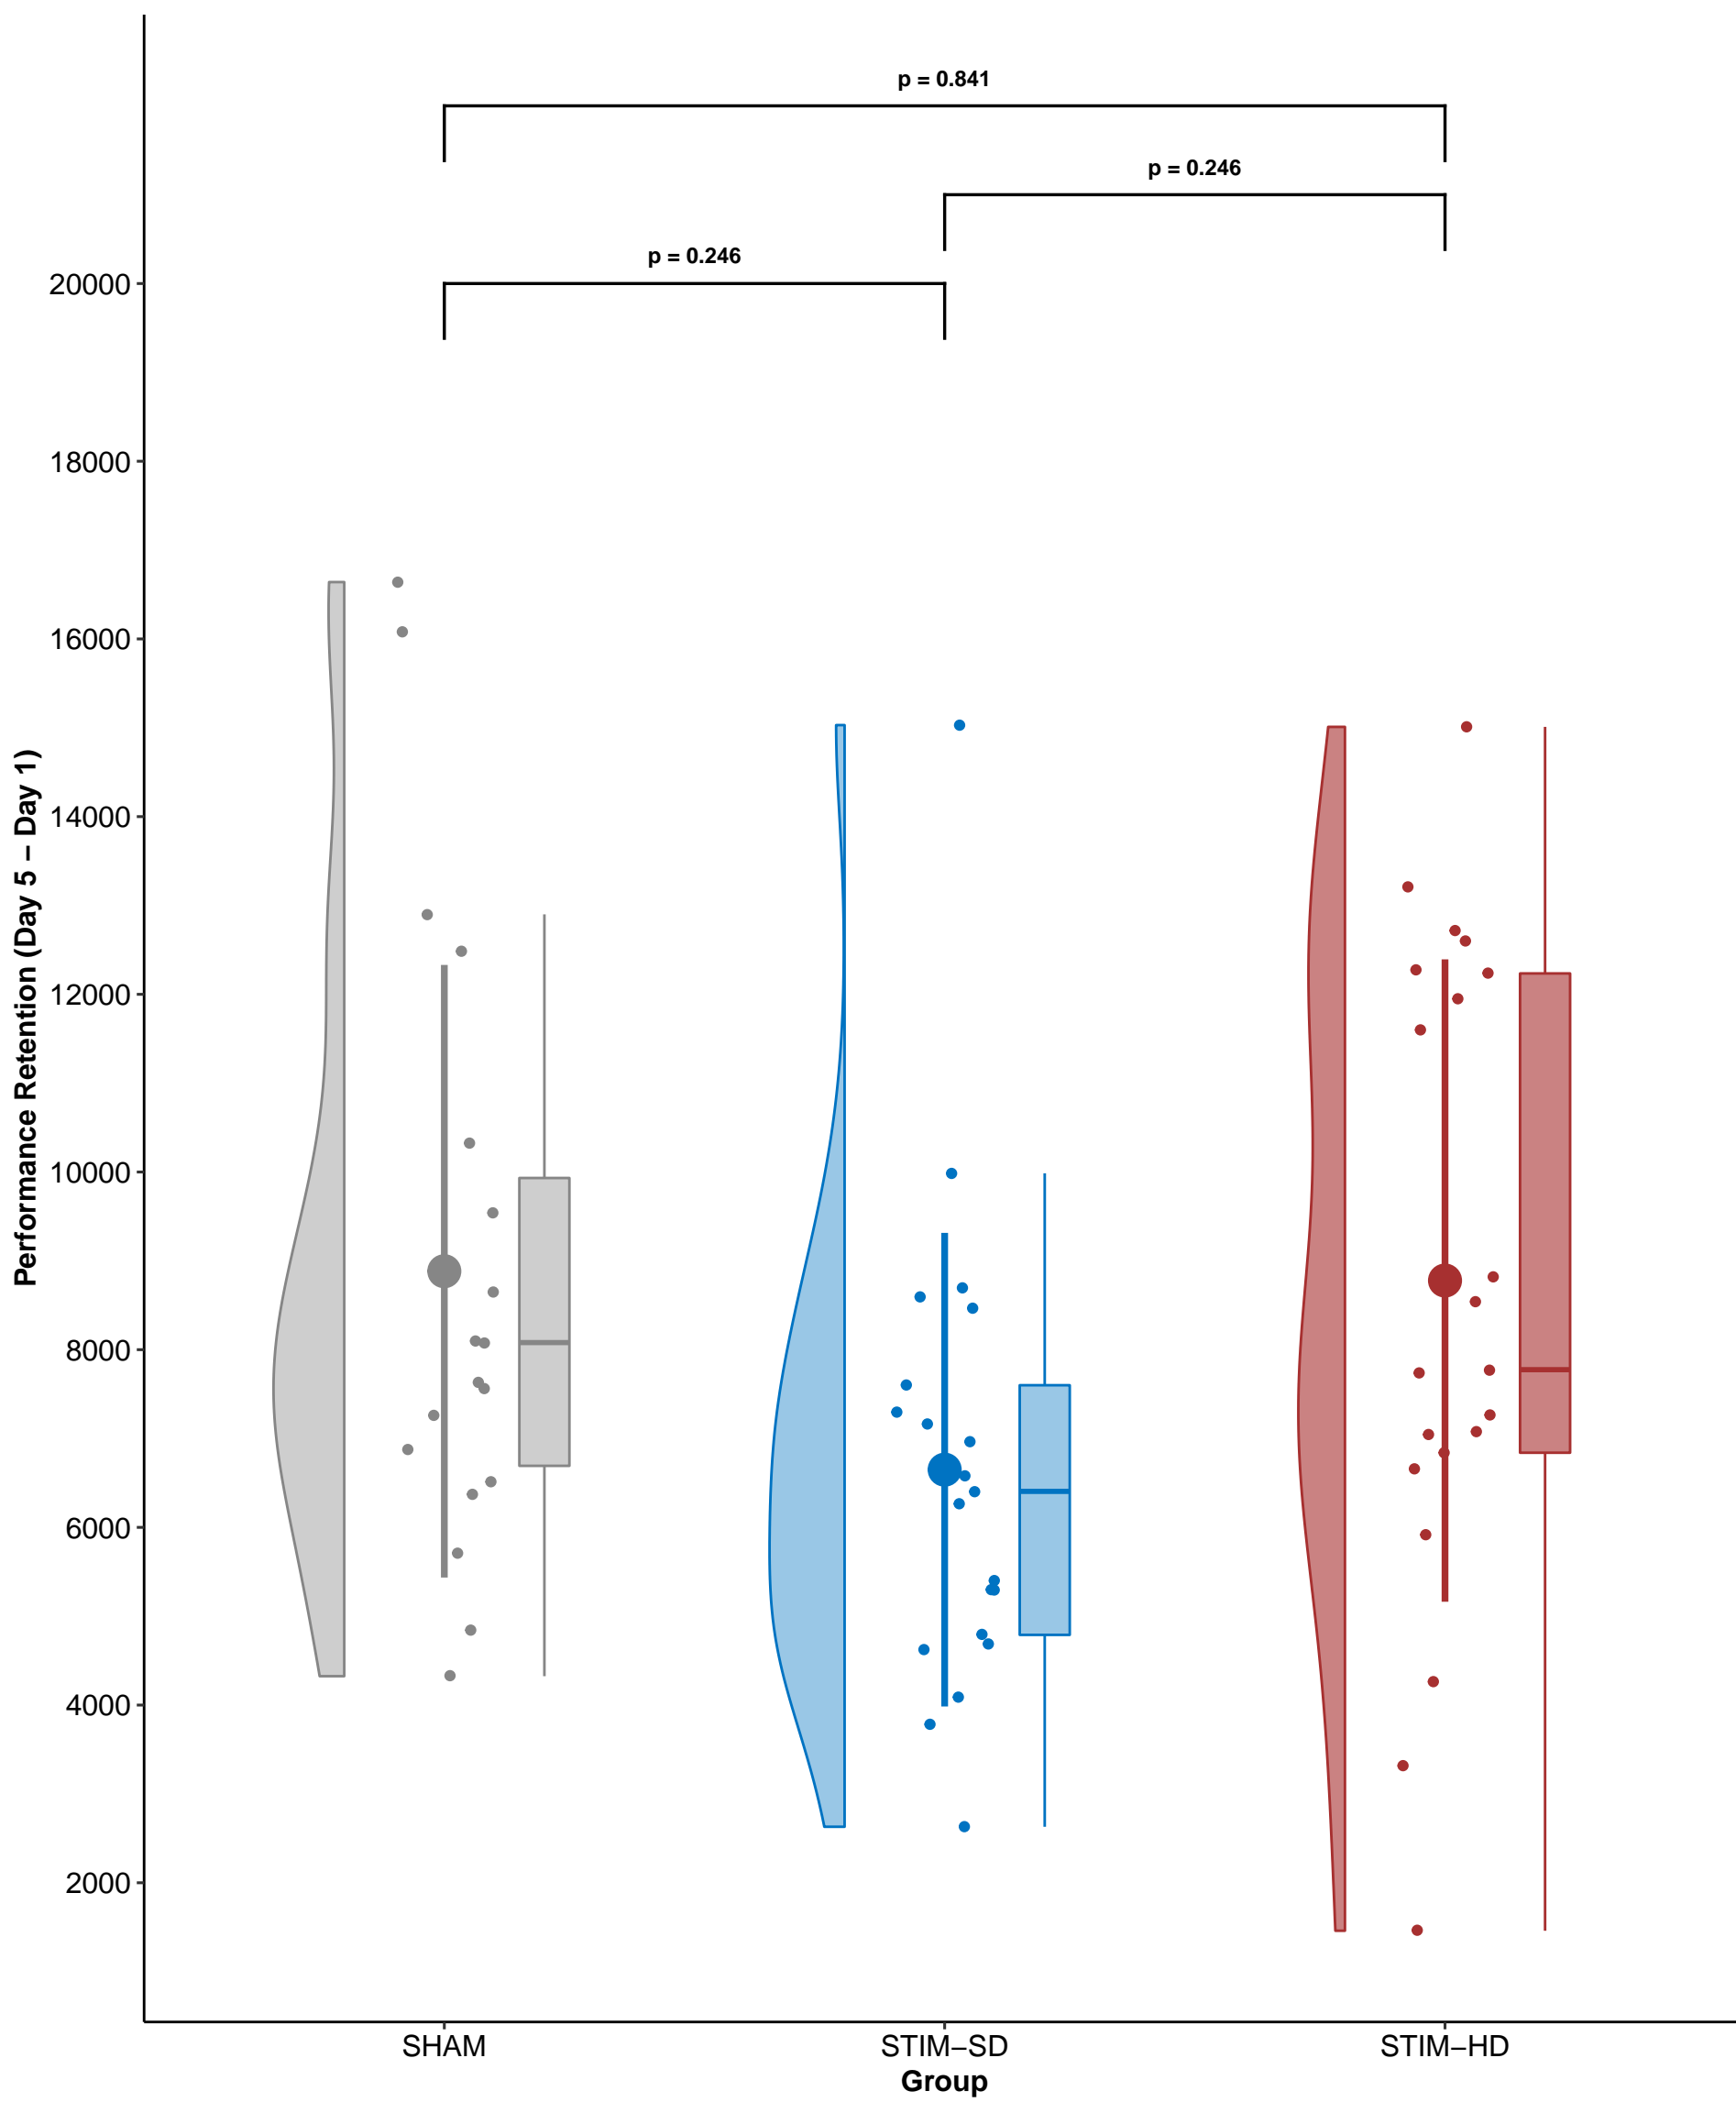 p = 0.841
p = 0.246
p = 0.246
20000
18000
16000
14000
12000
10000
8000
6000
4000
2000
Performance Retention (Day 5 – Day 1)
SHAM
STIM–SD
STIM–HD
Group